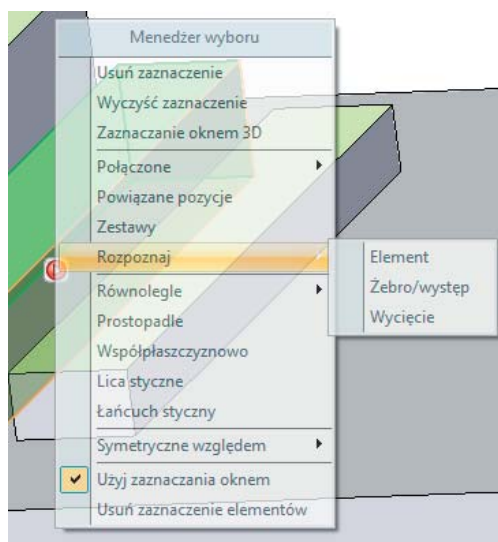 Menedżer wyboru
Usuń zaznaczenie
Wyczyść zaznaczenie
Zaznaczanie oknem 3D
Połączone
Powiązane pozycje
Zestawy
Rozpoznaj
Element
Żebro/występ
Wycięcie
Równolegle
Prostopadle
Współpłaszczyznowo
Lica styczne
Łańcuch styczny
Symetryczne względem
Użyj zaznaczania oknem
Usuń zaznaczenie elementów